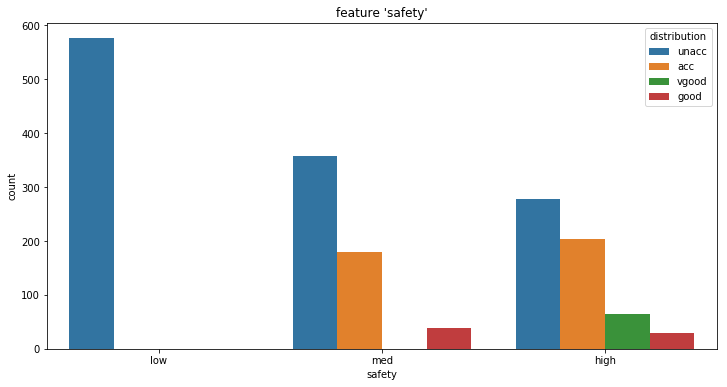 feature 'safety'
600
500
400
300
200
100
0
count
low
med
high
safety
distribution
unacc
acc
vgood
good